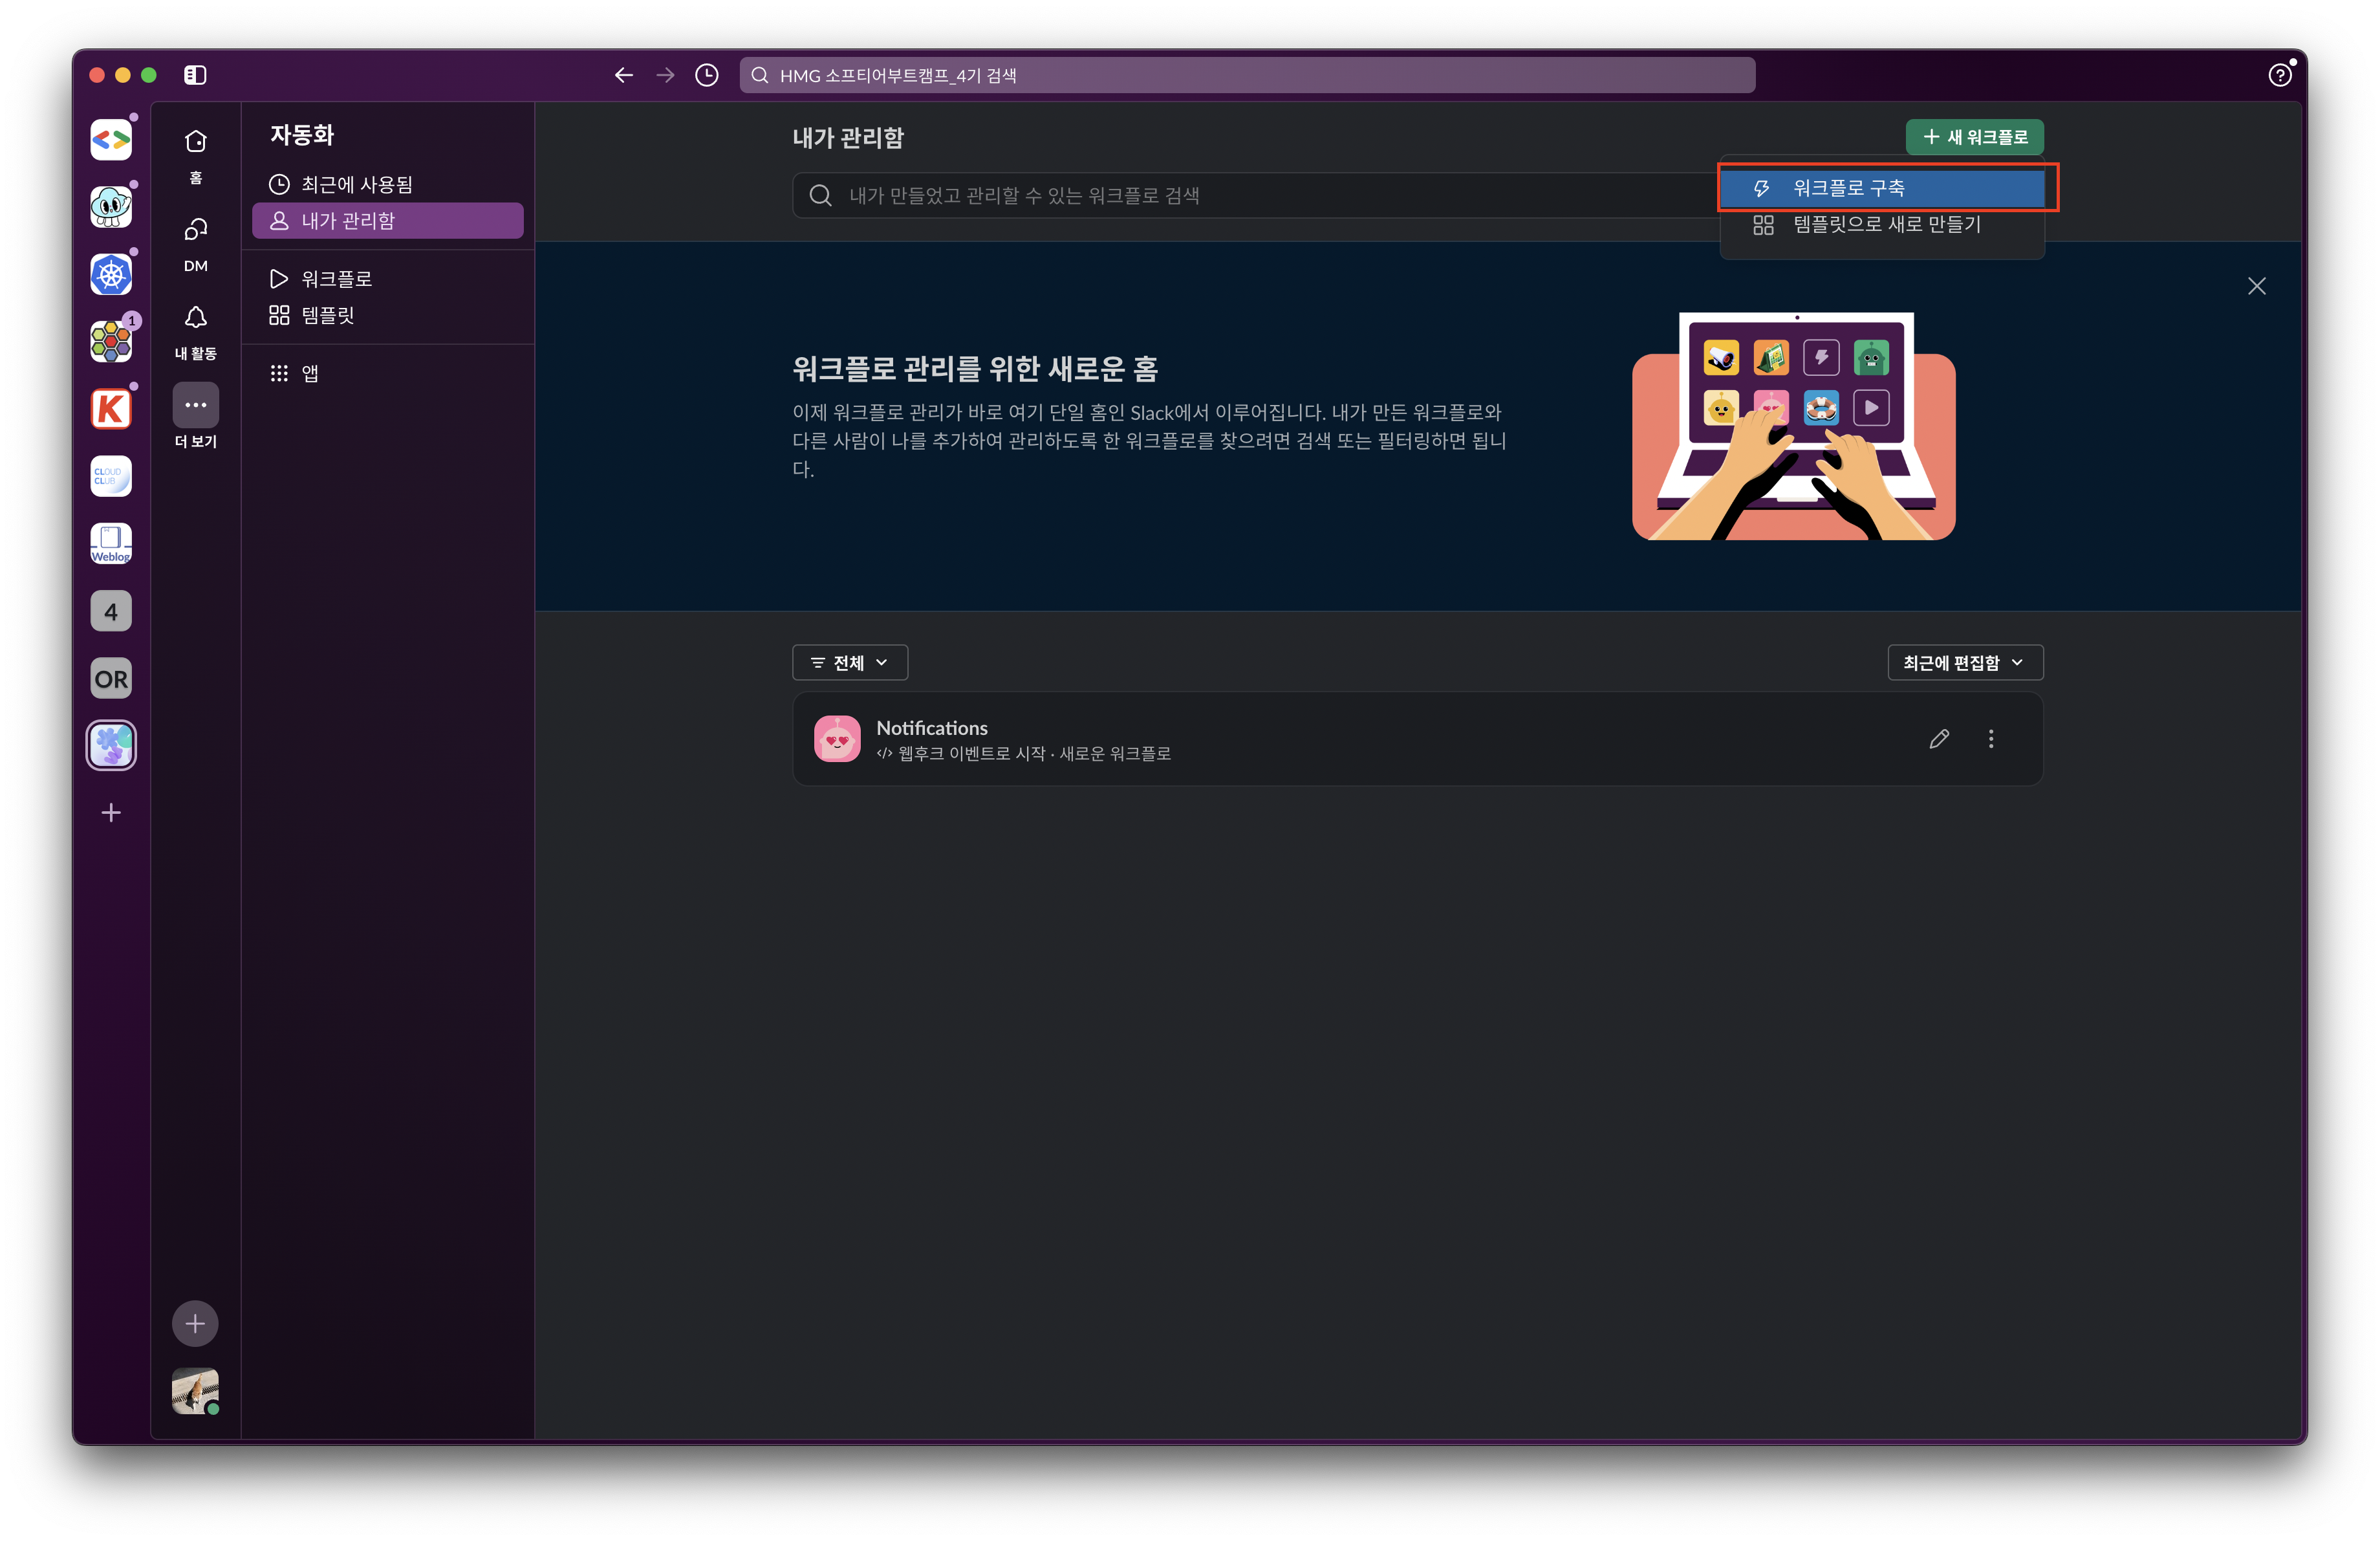 HMG 소프티어부트캠프_4기 검색
1
K
CLOUD
CLUB
Weblog
4
OR
홈
DM
내 활동
더 보기
자동화
최근에 사용됨
내가 관리함
워크플로
템플릿
앱
내가 관리함
새 워크플로
내가 만들었고 관리할 수 있는 워크플로 검색
워크플로 구축
템플릿으로 새로 만들기
워크플로 관리를 위한 새로운 홈
이제 워크플로 관리가 바로 여기 단일 홈인 Slack에서 이루어집니다. 내가 만든 워크플로와
다른 사람이 나를 추가하여 관리하도록 한 워크플로를 찾으려면 검색 또는 필터링하면 됩니
다.
전체
최근에 편집함
Notifications
웹후크 이벤트로 시작 · 새로운 워크플로